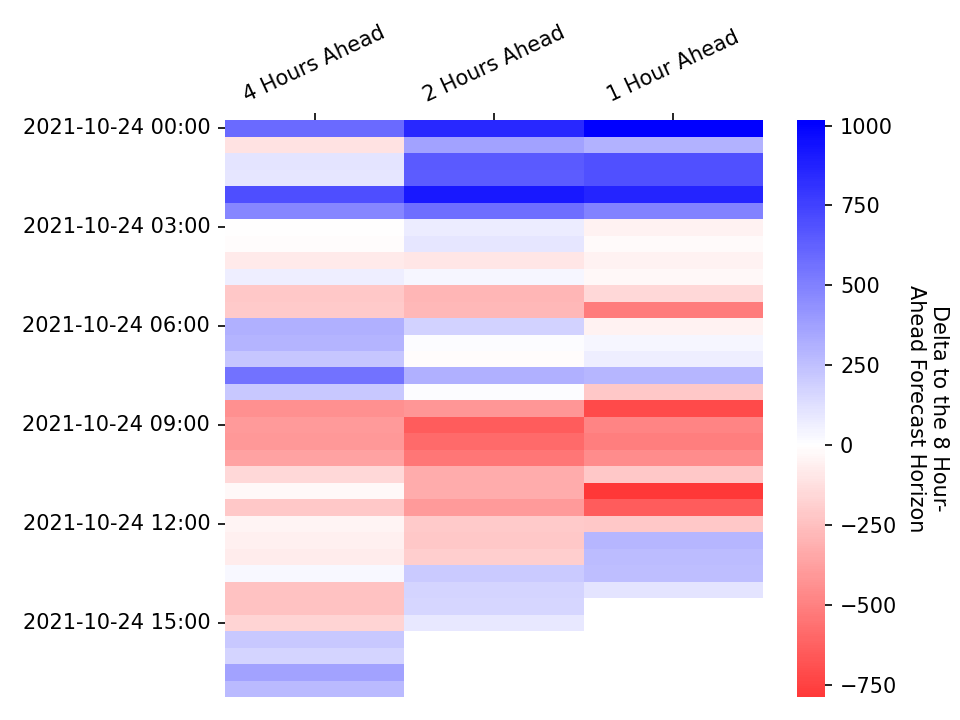 4 Hours Ahead
2 Hours Ahead
1 Hour Ahead
2021-10-24 00:00
2021-10-24 03:00
2021-10-24 06:00
2021-10-24 09:00
2021-10-24 12:00
2021-10-24 15:00
1000
750
500
250
0
−250
−500
−750
Delta to the 8 Hour-
Ahead Forecast Horizon